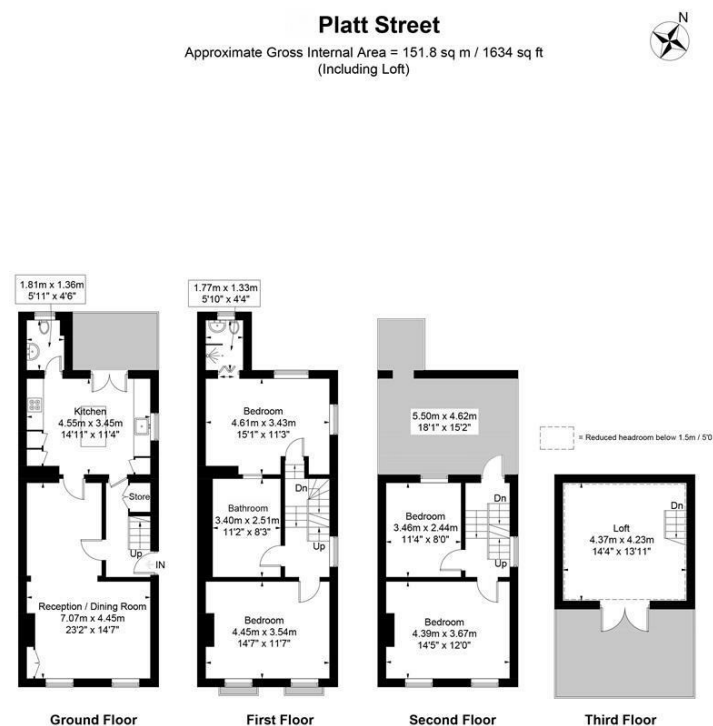 Platt Street
Approximate Gross Internal Area = 151.8 sq m / 1634 sq ft
(Including Loft)
N
1.81m x 1.36m
5'11" x 4'6"
Kitchen
4.55m x 3.45m
14'11" x 11'4"
Store
Up
IN
Reception / Dining Room
7.07m x 4.45m
23'2" x 14'7"
Ground Floor
1.77m x 1.33m
5'10" x 4'4"
Bedroom
4.61m x 3.43m
15'1" x 11'3"
Dn
Bathroom
3.40m x 2.51m
11'2" x 8'3"
Up
Bedroom
4.45m x 3.54m
14'7" x 11'7"
First Floor
5.50m x 4.62m
18'1" x 15'2"
Dn
Bedroom
3.46m x 2.44m
11'4" x 8'0"
Up
Bedroom
4.39m x 3.67m
14'5" x 12'0"
Second Floor
= Reduced headroom below 1.5m / 5'0
Dn
Loft
4.37m x 4.23m
14'4" x 13'11"
Third Floor